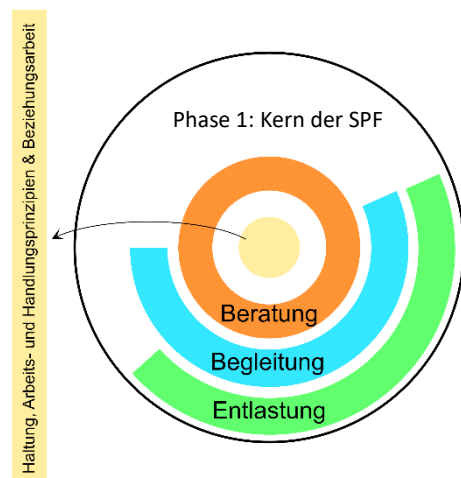 Haltung, Arbeits- und Handlungsprinzipien & Beziehungsarbeit
Phase 1: Kern der SPF
Beratung
Begleitung
Entlastung